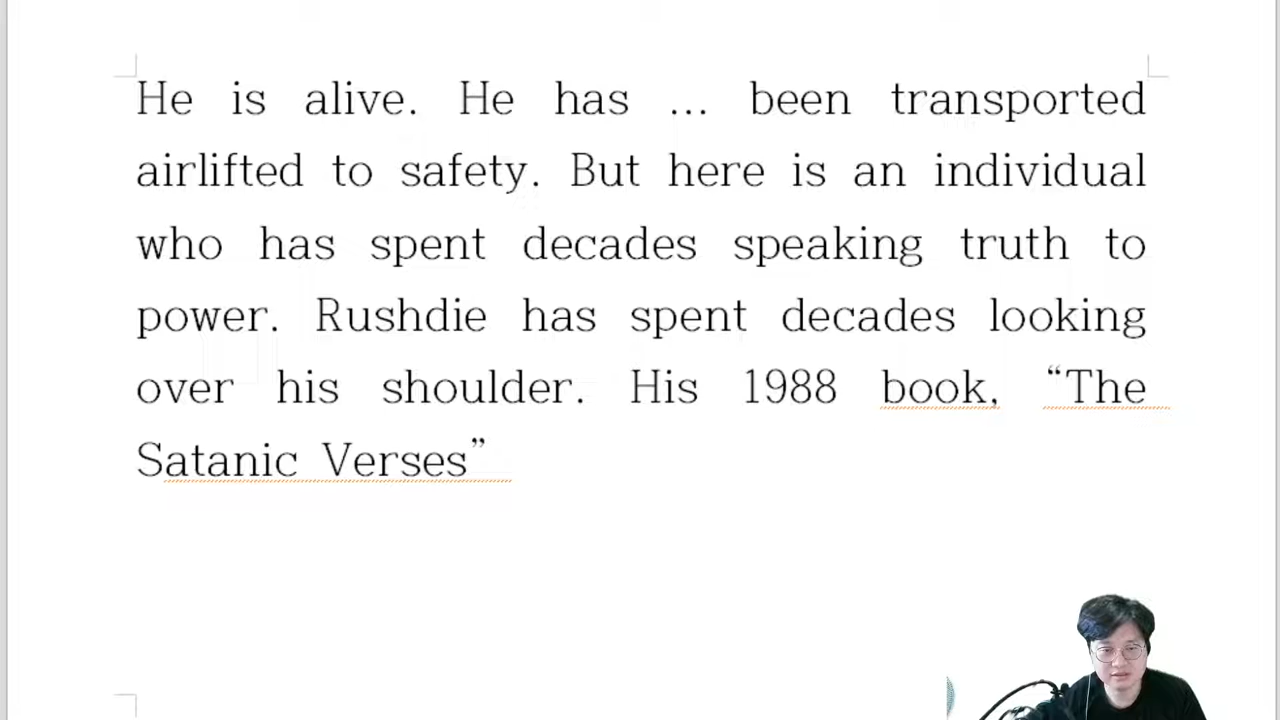 He is alive. He has ... been transported
airlifted to safety. But here is an individual
who has spent decades speaking truth to
power. Rushdie has spent decades looking
over his shoulder. His 1988 book, “The
Satanic Verses”